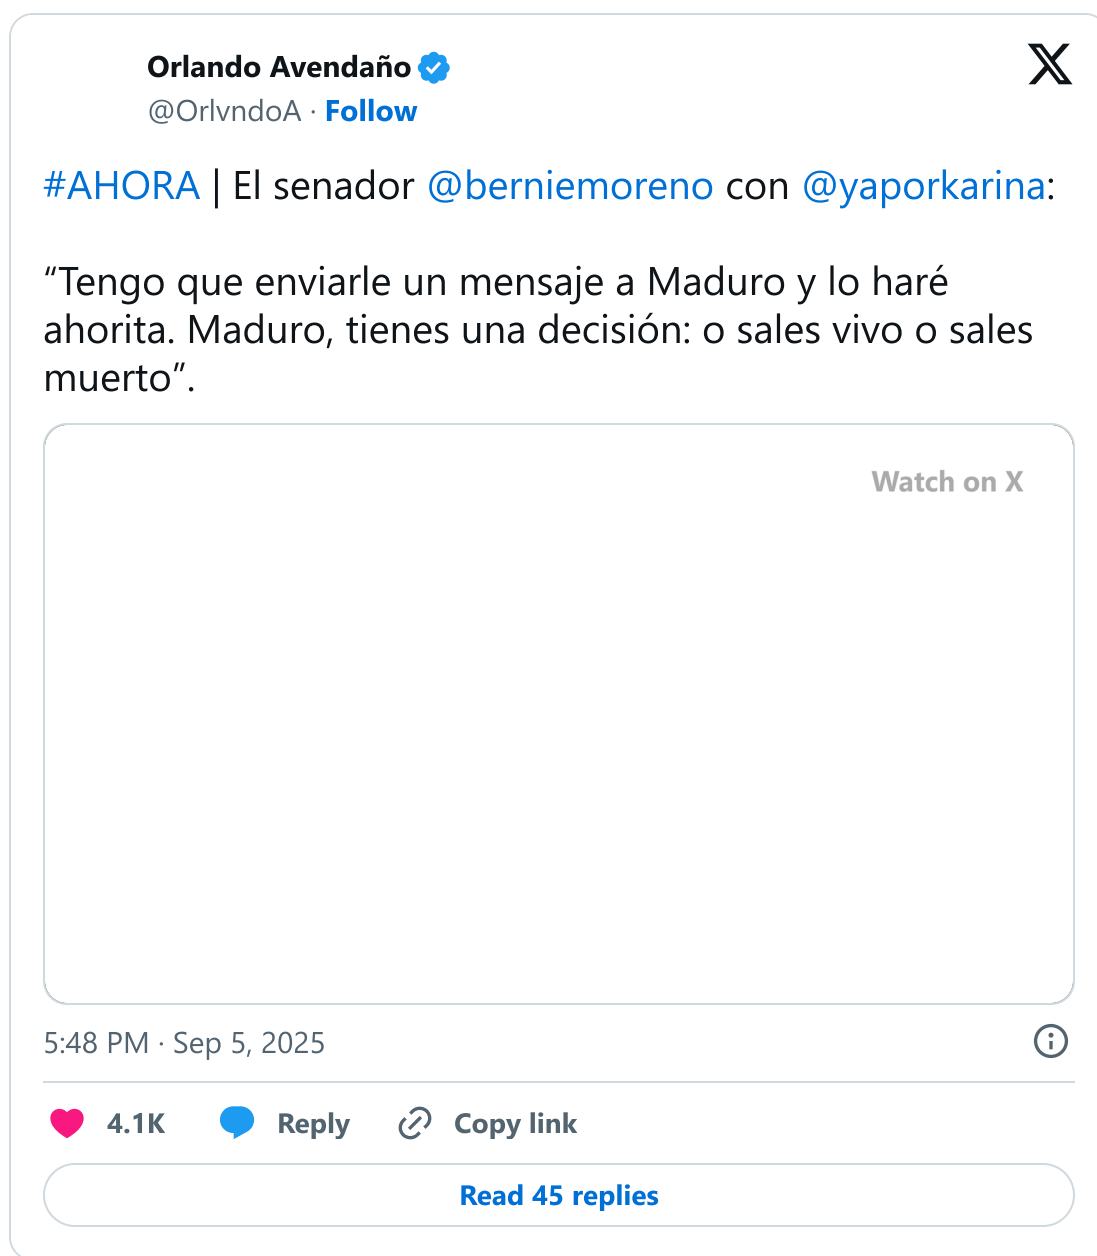 Orlando Avendaño
@OrlvndoA · Follow
#AHORA | El senador @berniemoreno con @yaporkarina:
“Tengo que enviarle un mensaje a Maduro y lo haré
ahorita. Maduro, tienes una decisión: o sales vivo o sales
muerto”.
Watch on X
5:48 PM · Sep 5, 2025
4.1K Reply Copy link
Read 45 replies